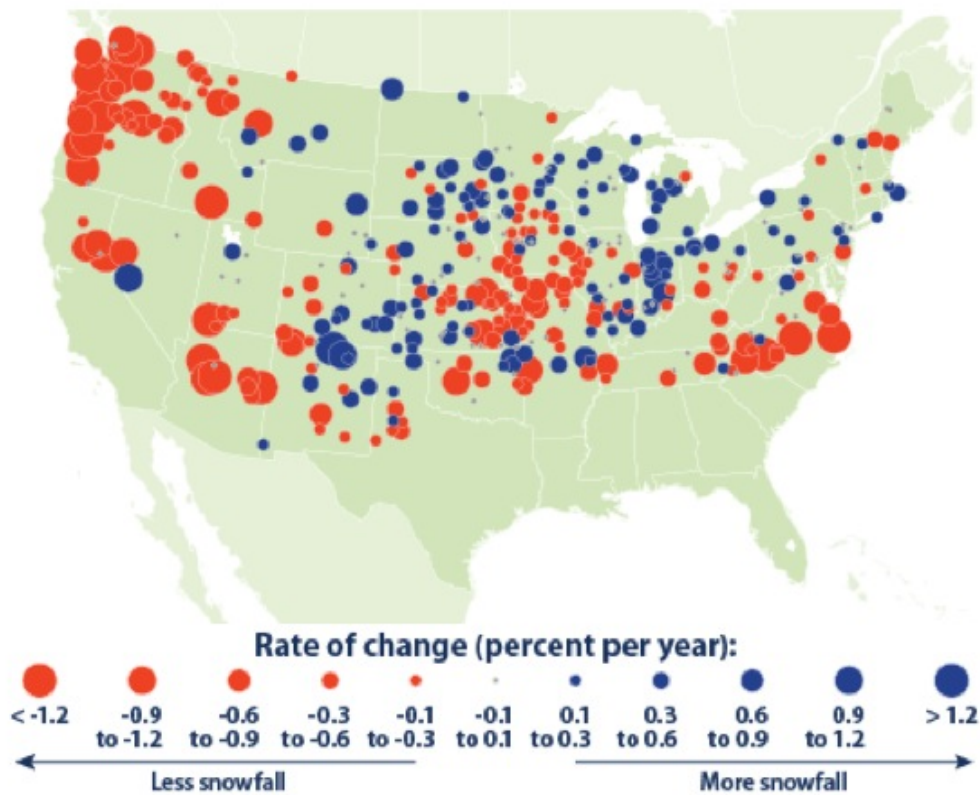 Rate of change (percent per year):
< -1.2 -0.9 -0.6 -0.3 -0.1 -0.1 0.1 0.3 0.6 0.9 > 1.2
to -1.2 to -0.9 to -0.6 to -0.3 to 0.1 to 0.3 to 0.6 to 0.9 to 1.2
Less snowfall More snowfall